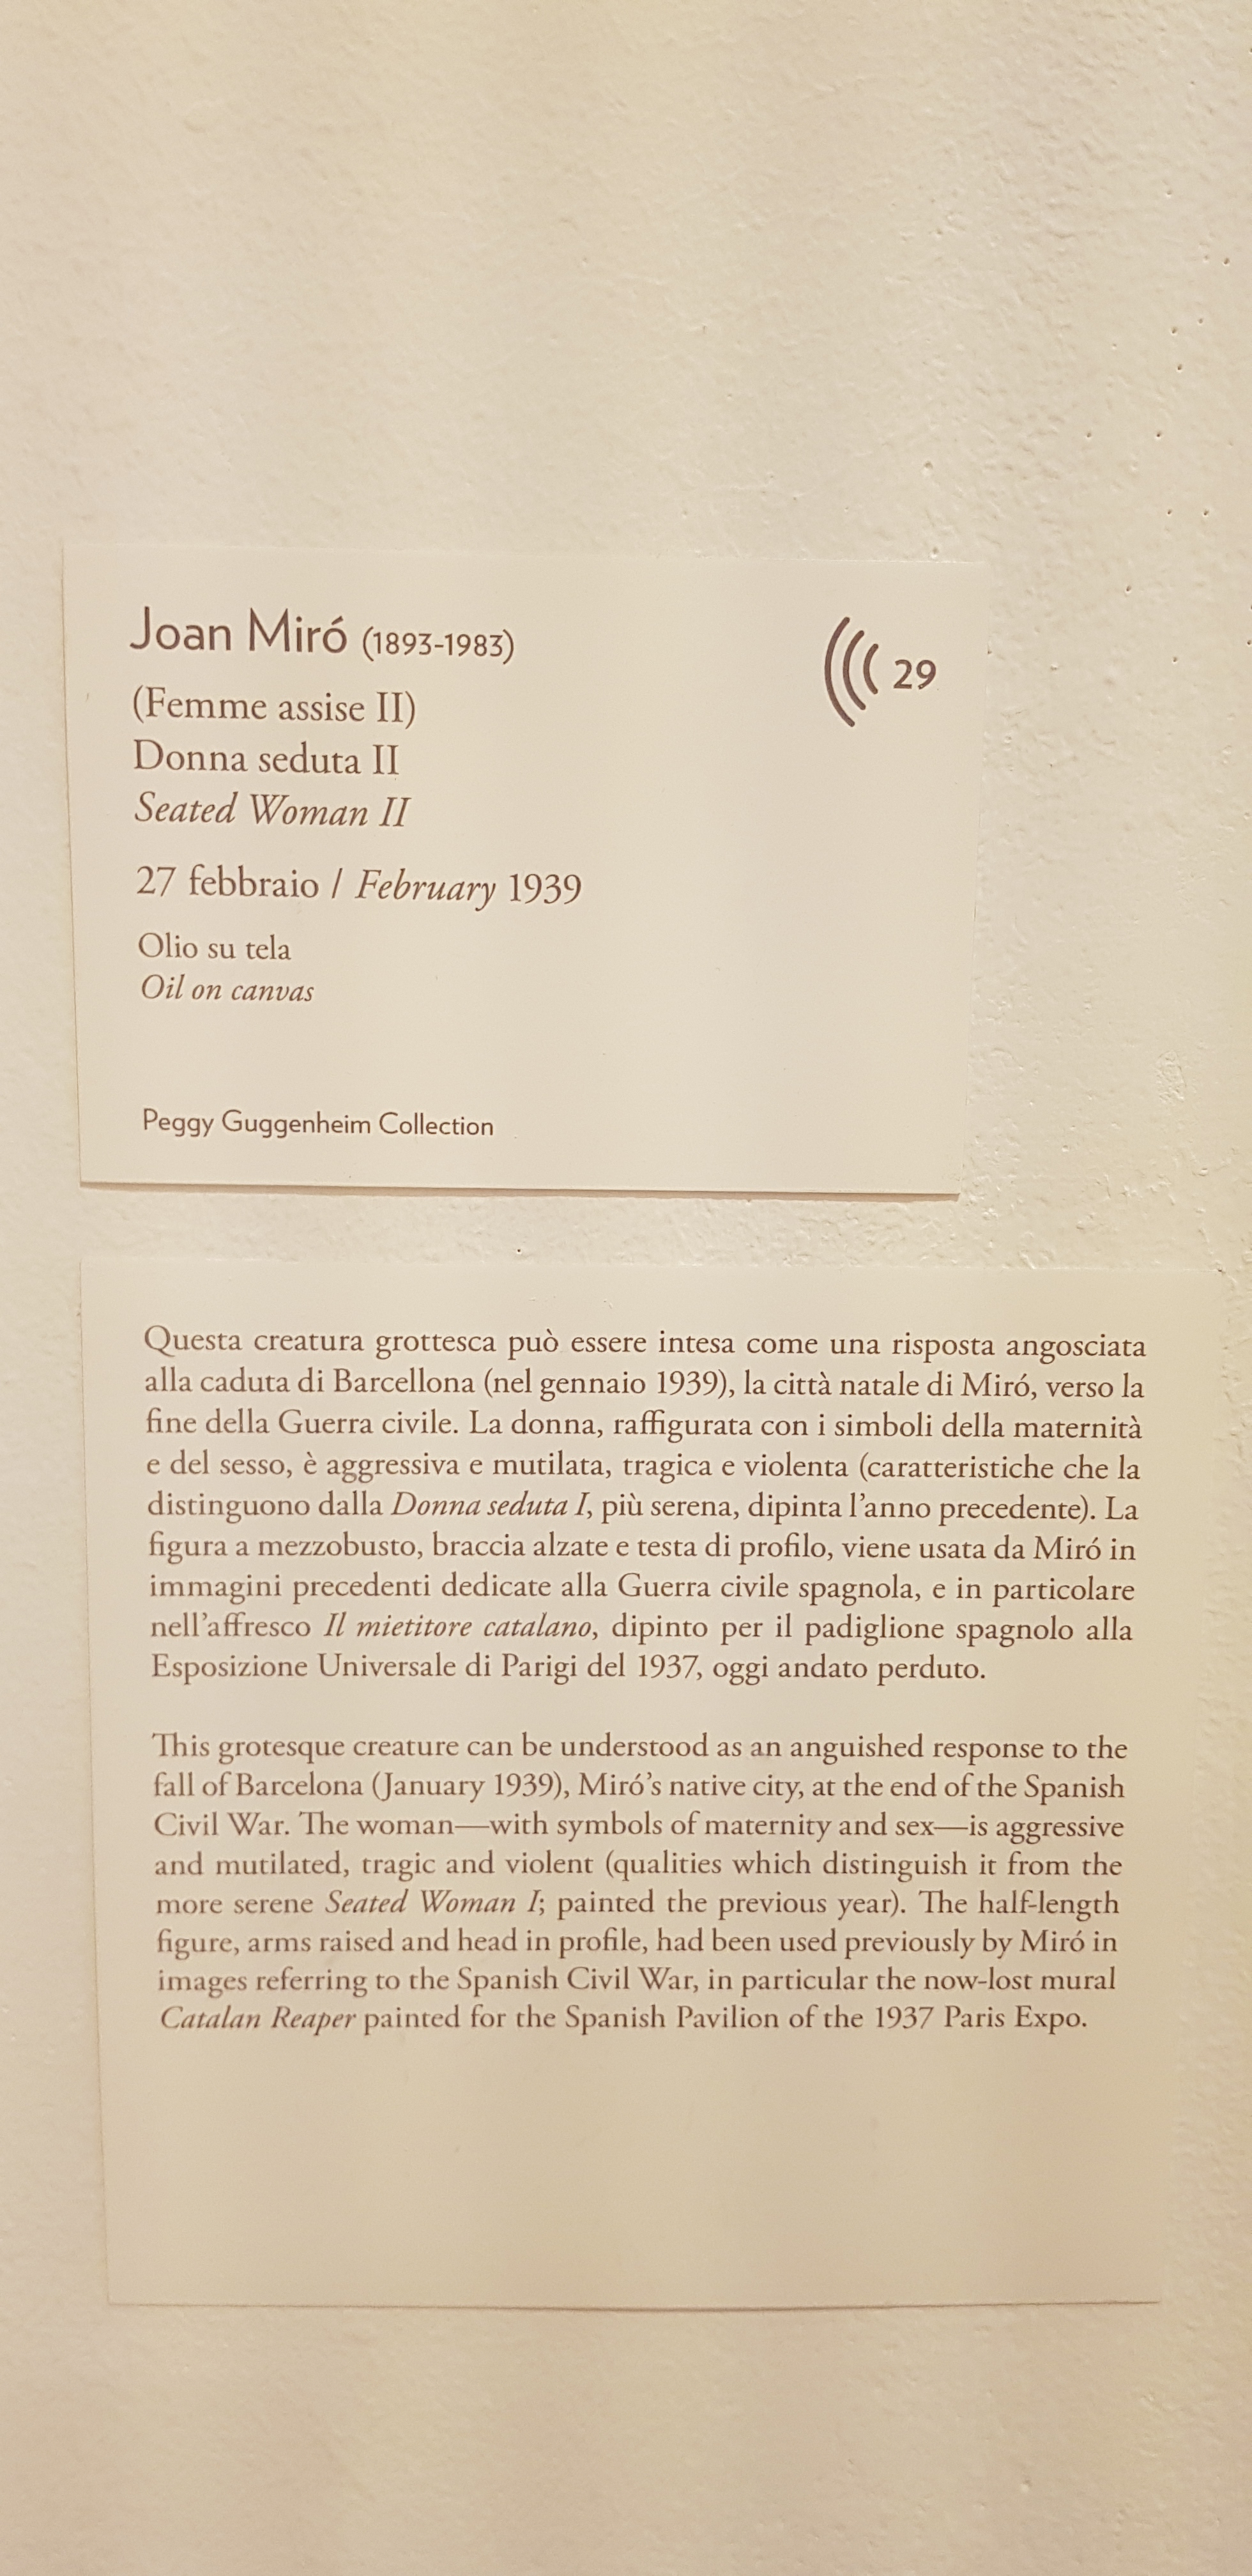 Joan Miró (1893-1983)
29
(Femme assise II)
Donna seduta II
Seated Woman II
27 febbraio / February 1939
Olio su tela
Oil on canvas
Peggy Guggenheim Collection
Questa creatura grottesca può essere intesa come una risposta angosciata
alla caduta di Barcellona (nel gennaio 1939), la città natale di Miró, verso la
fine della Guerra civile. La donna, raffigurata con i simboli della maternità
e del sesso, è aggressiva e mutilata, tragica e violenta (caratteristiche che la
distinguono dalla Donna seduta I, più serena, dipinta l’anno precedente). La
figura a mezzobusto, braccia alzate e testa di profilo, viene usata da Miró in
immagini precedenti dedicate alla Guerra civile spagnola, e in particolare
nell’affresco Il mietitore catalano, dipinto per il padiglione spagnolo alla
Esposizione Universale di Parigi del 1937, oggi andato perduto.
This grotesque creature can be understood as an anguished response to the
fall of Barcelona (January 1939), Miró’s native city, at the end of the Spanish
Civil War. The woman—with symbols of maternity and sex—is aggressive
and mutilated, tragic and violent (qualities which distinguish it from the
more serene Seated Woman I; painted the previous year). The half-length
figure, arms raised and head in profile, had been used previously by Miró in
images referring to the Spanish Civil War, in particular the now-lost mural
Catalan Reaper painted for the Spanish Pavilion of the 1937 Paris Expo.